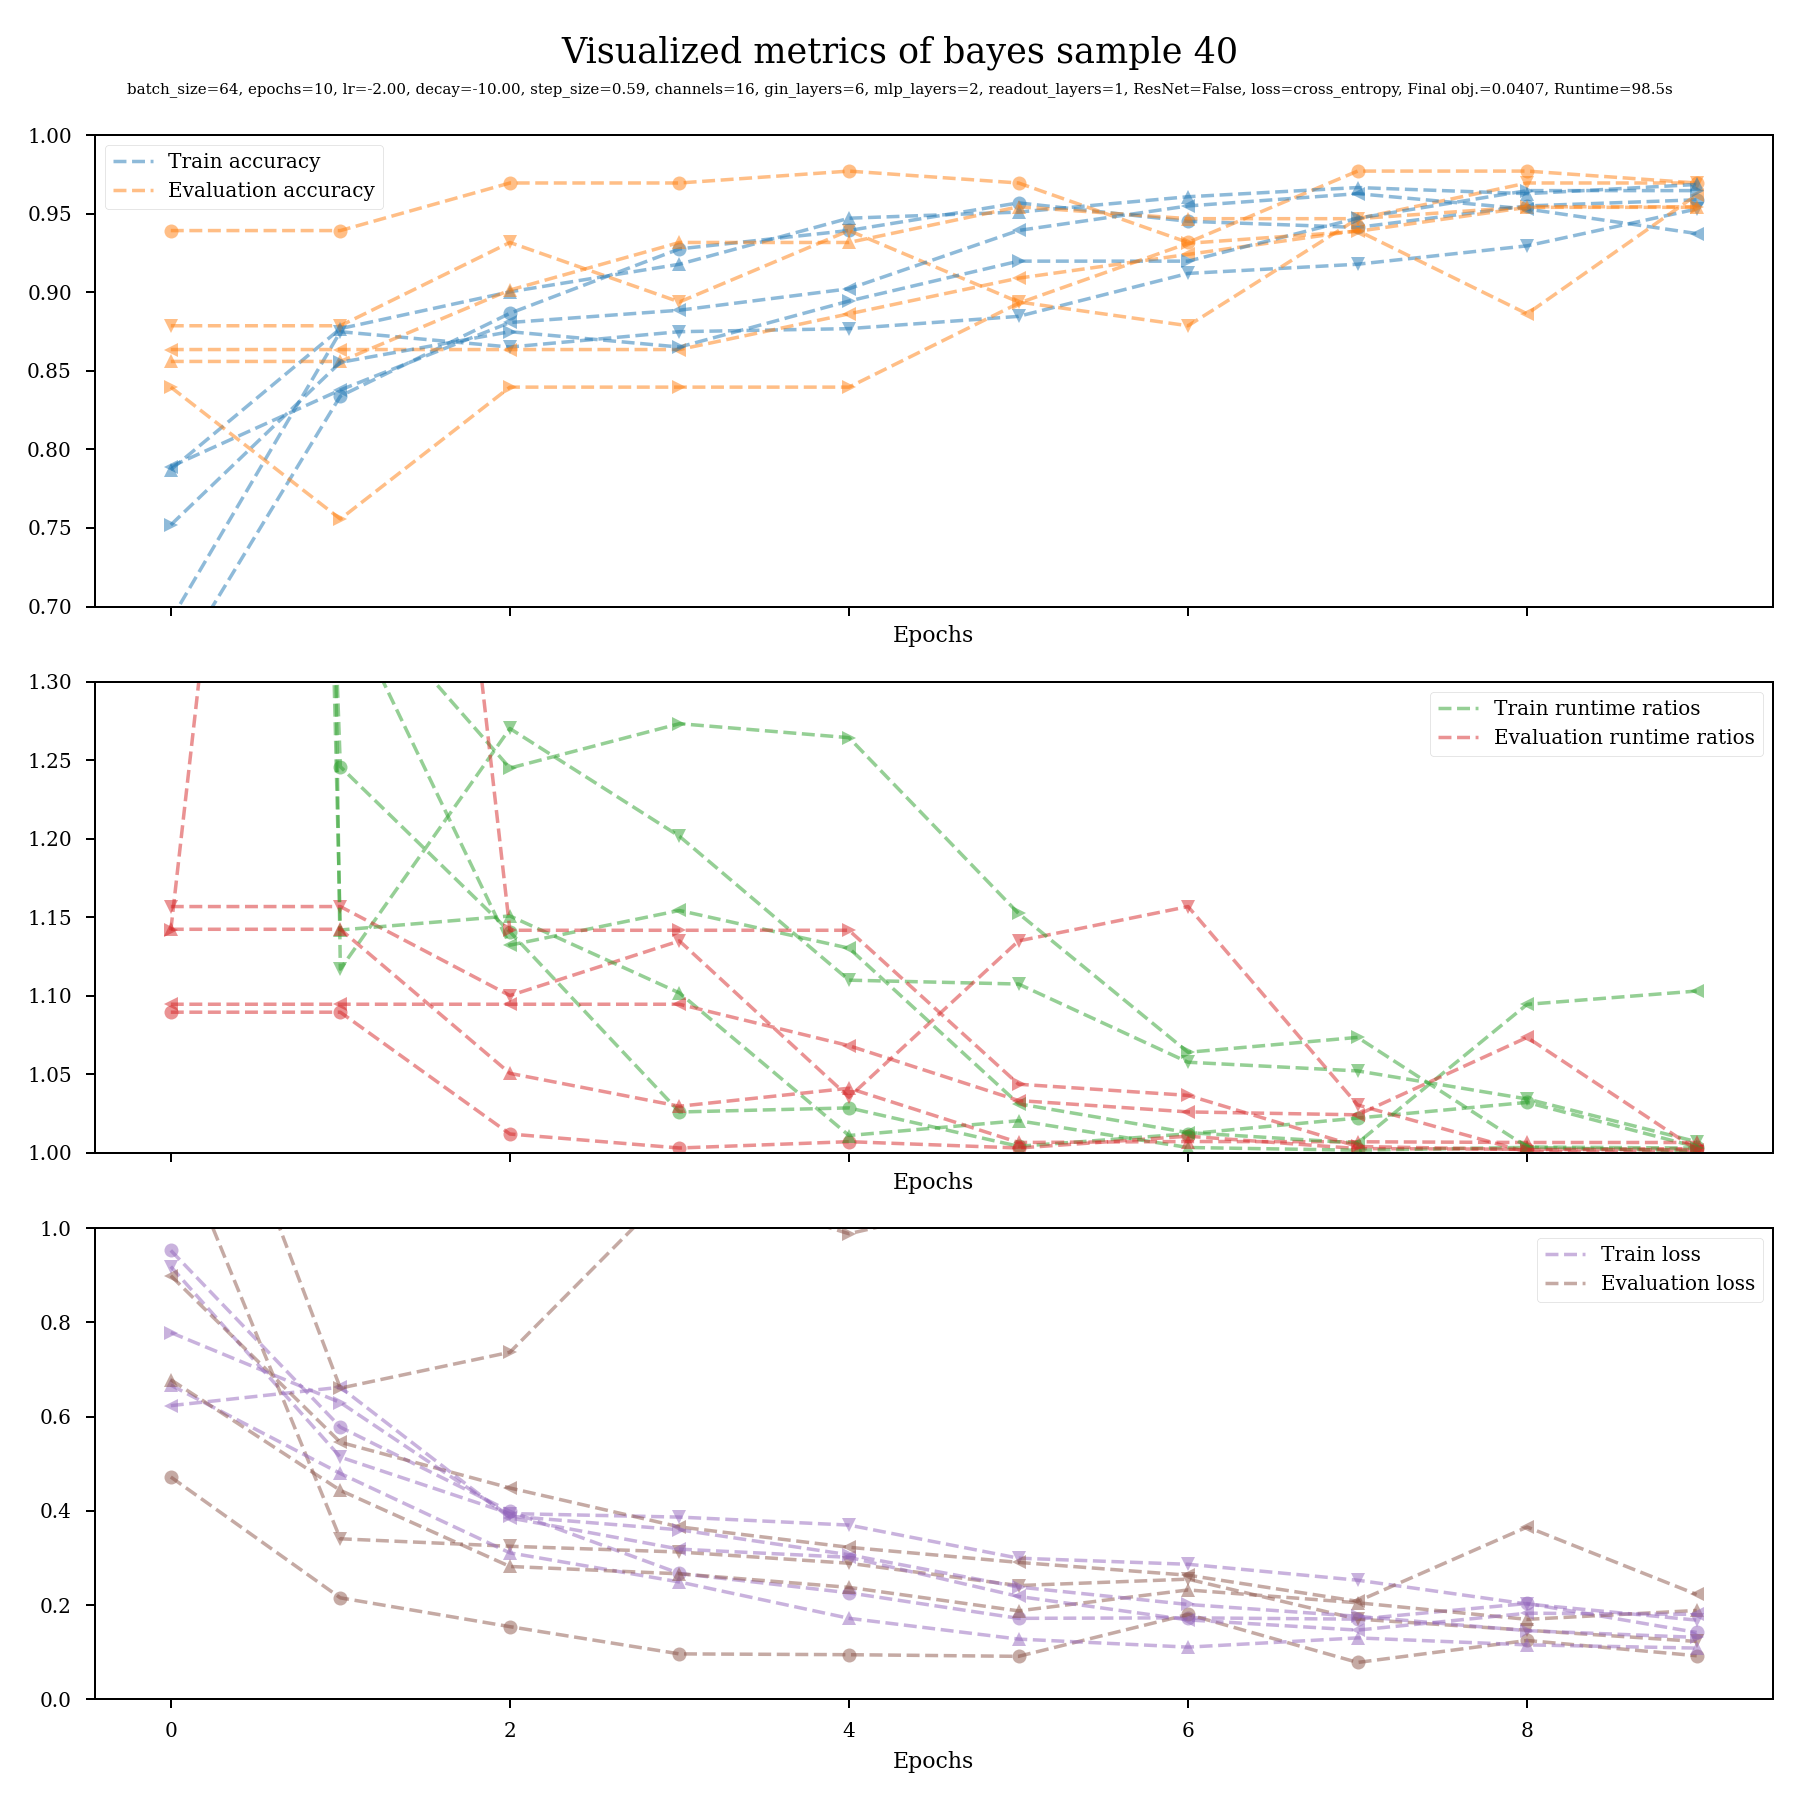 Visualized metrics of bayes sample 40
batch_size=64, epochs=10, lr=-2.00, decay=-10.00, step_size=0.59, channels=16, gin_layers=6, mlp_layers=2, readout_layers=1, ResNet=False, loss=cross_entropy, Final obj.=0.0407, Runtime=98.5s
1.00
0.95
0.90
0.85
0.80
0.75
0.70
Train accuracy
Evaluation accuracy
Epochs
1.30
1.25
1.20
1.15
1.10
1.05
1.00
Train runtime ratios
Evaluation runtime ratios
Epochs
1.0
0.8
0.6
0.4
0.2
0.0
Train loss
Evaluation loss
0 2 4 6 8
Epochs